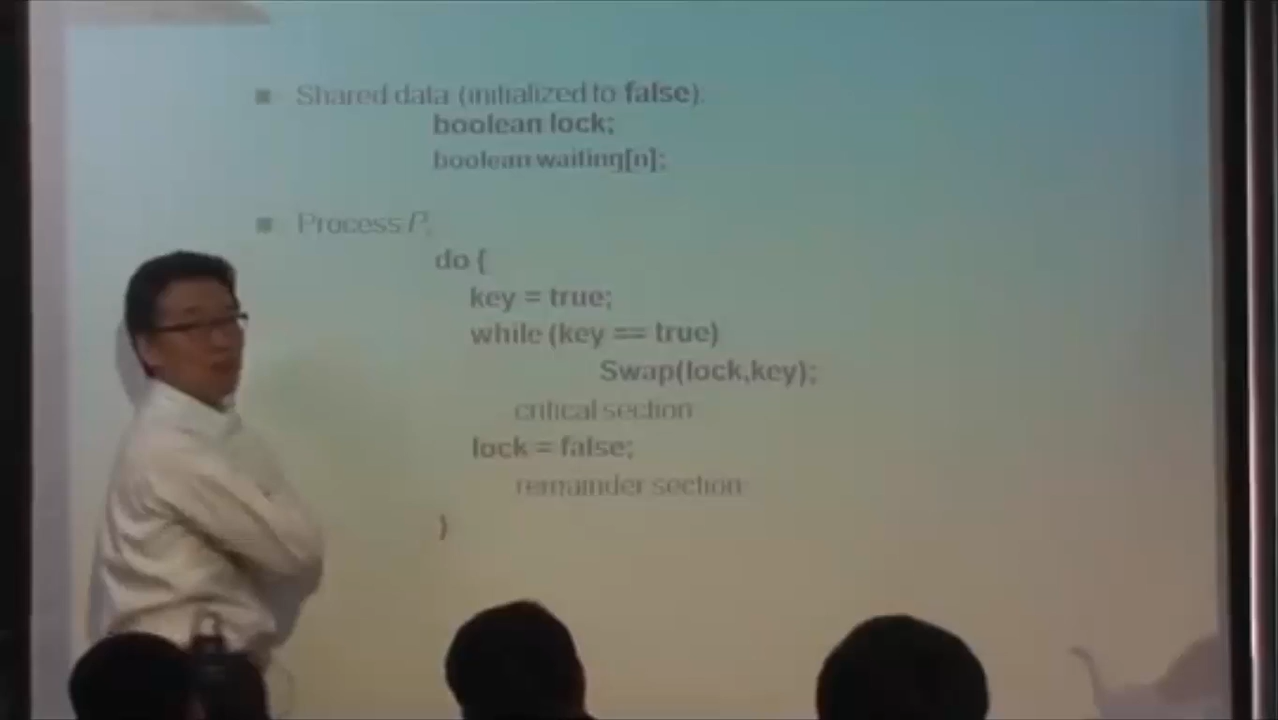 Shared data (initialized to false):
boolean lock;
boolean waiting[n];
Process Pi
do {
key = true;
while (key == true)
Swap(lock,key);
critical section
lock = false;
remainder section
}